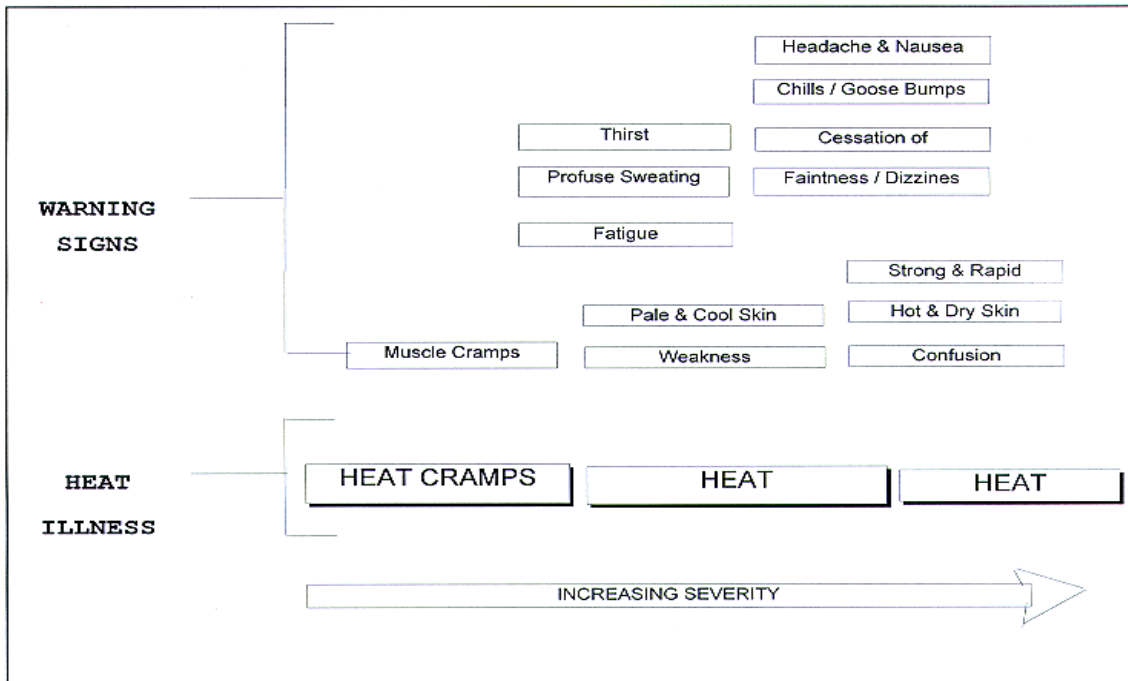 Headache & Nausea
Chills / Goose Bumps
Thirst
Cessation of
Profuse Sweating
Faintness / Dizzines
WARNING
SIGNS
Fatigue
Strong & Rapid
Pale & Cool Skin
Hot & Dry Skin
Muscle Cramps
Weakness
Confusion
HEAT
ILLNESS
HEAT CRAMPS
HEAT
HEAT
INCREASING SEVERITY